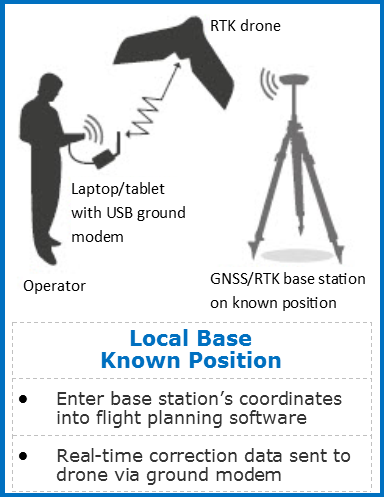 RTK drone
Laptop/tablet
with USB ground
modem
Operator
GNSS/RTK base station
on known position
Local Base
Known Position
● Enter base station’s coordinates
into flight planning software
● Real-time correction data sent to
drone via ground modem